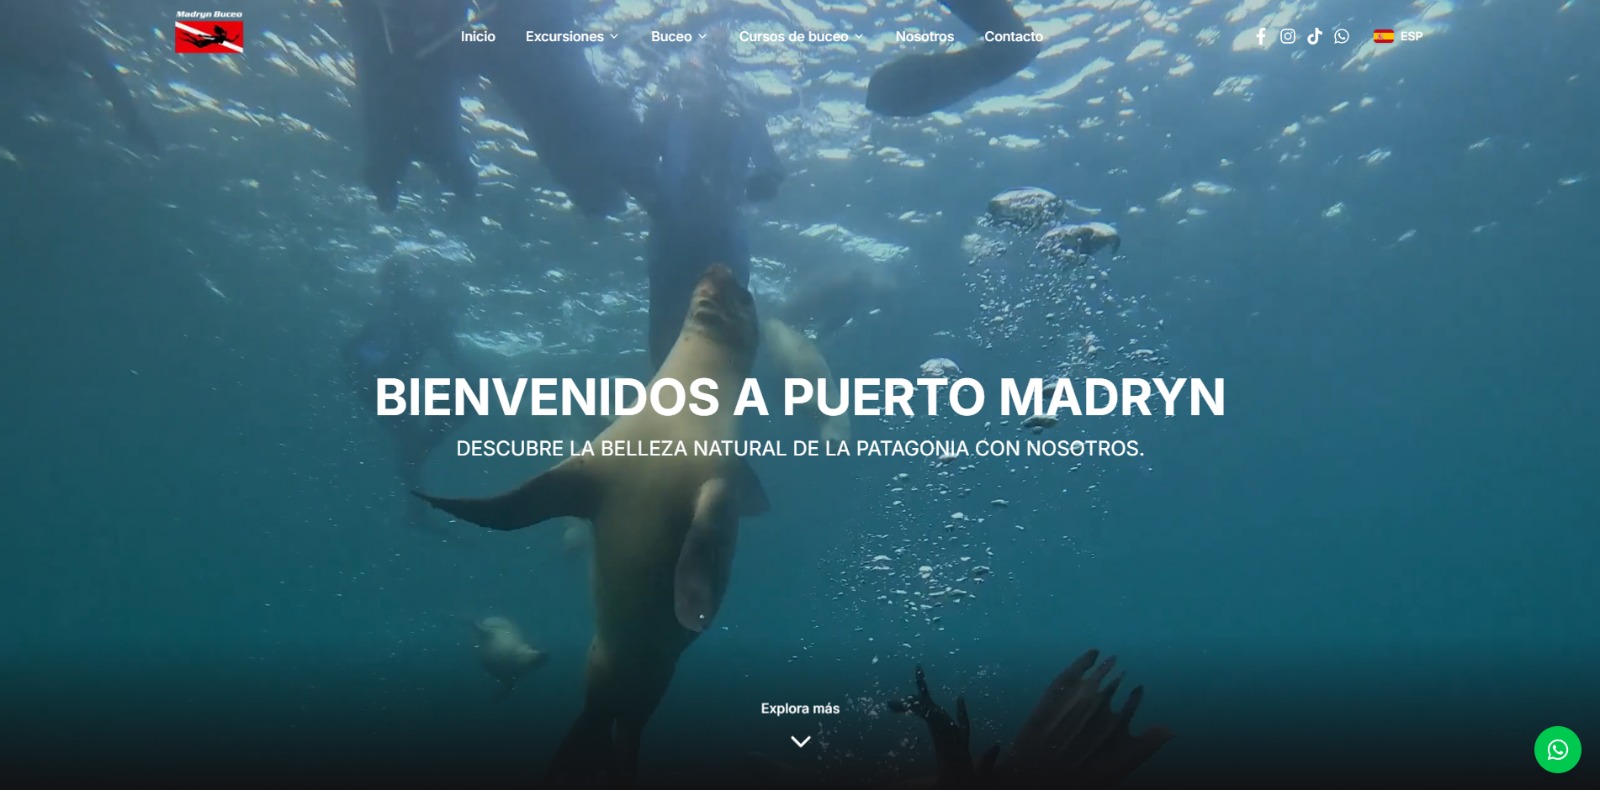 Madryn Buceo
Inicio
Excursiones
Buceo
Cursos de buceo
Nosotros
Contacto
ESP
BIENVENIDOS A PUERTO MADRYN
DESCUBRE LA BELLEZA NATURAL DE LA PATAGONIA CON NOSOTROS.
Explora más